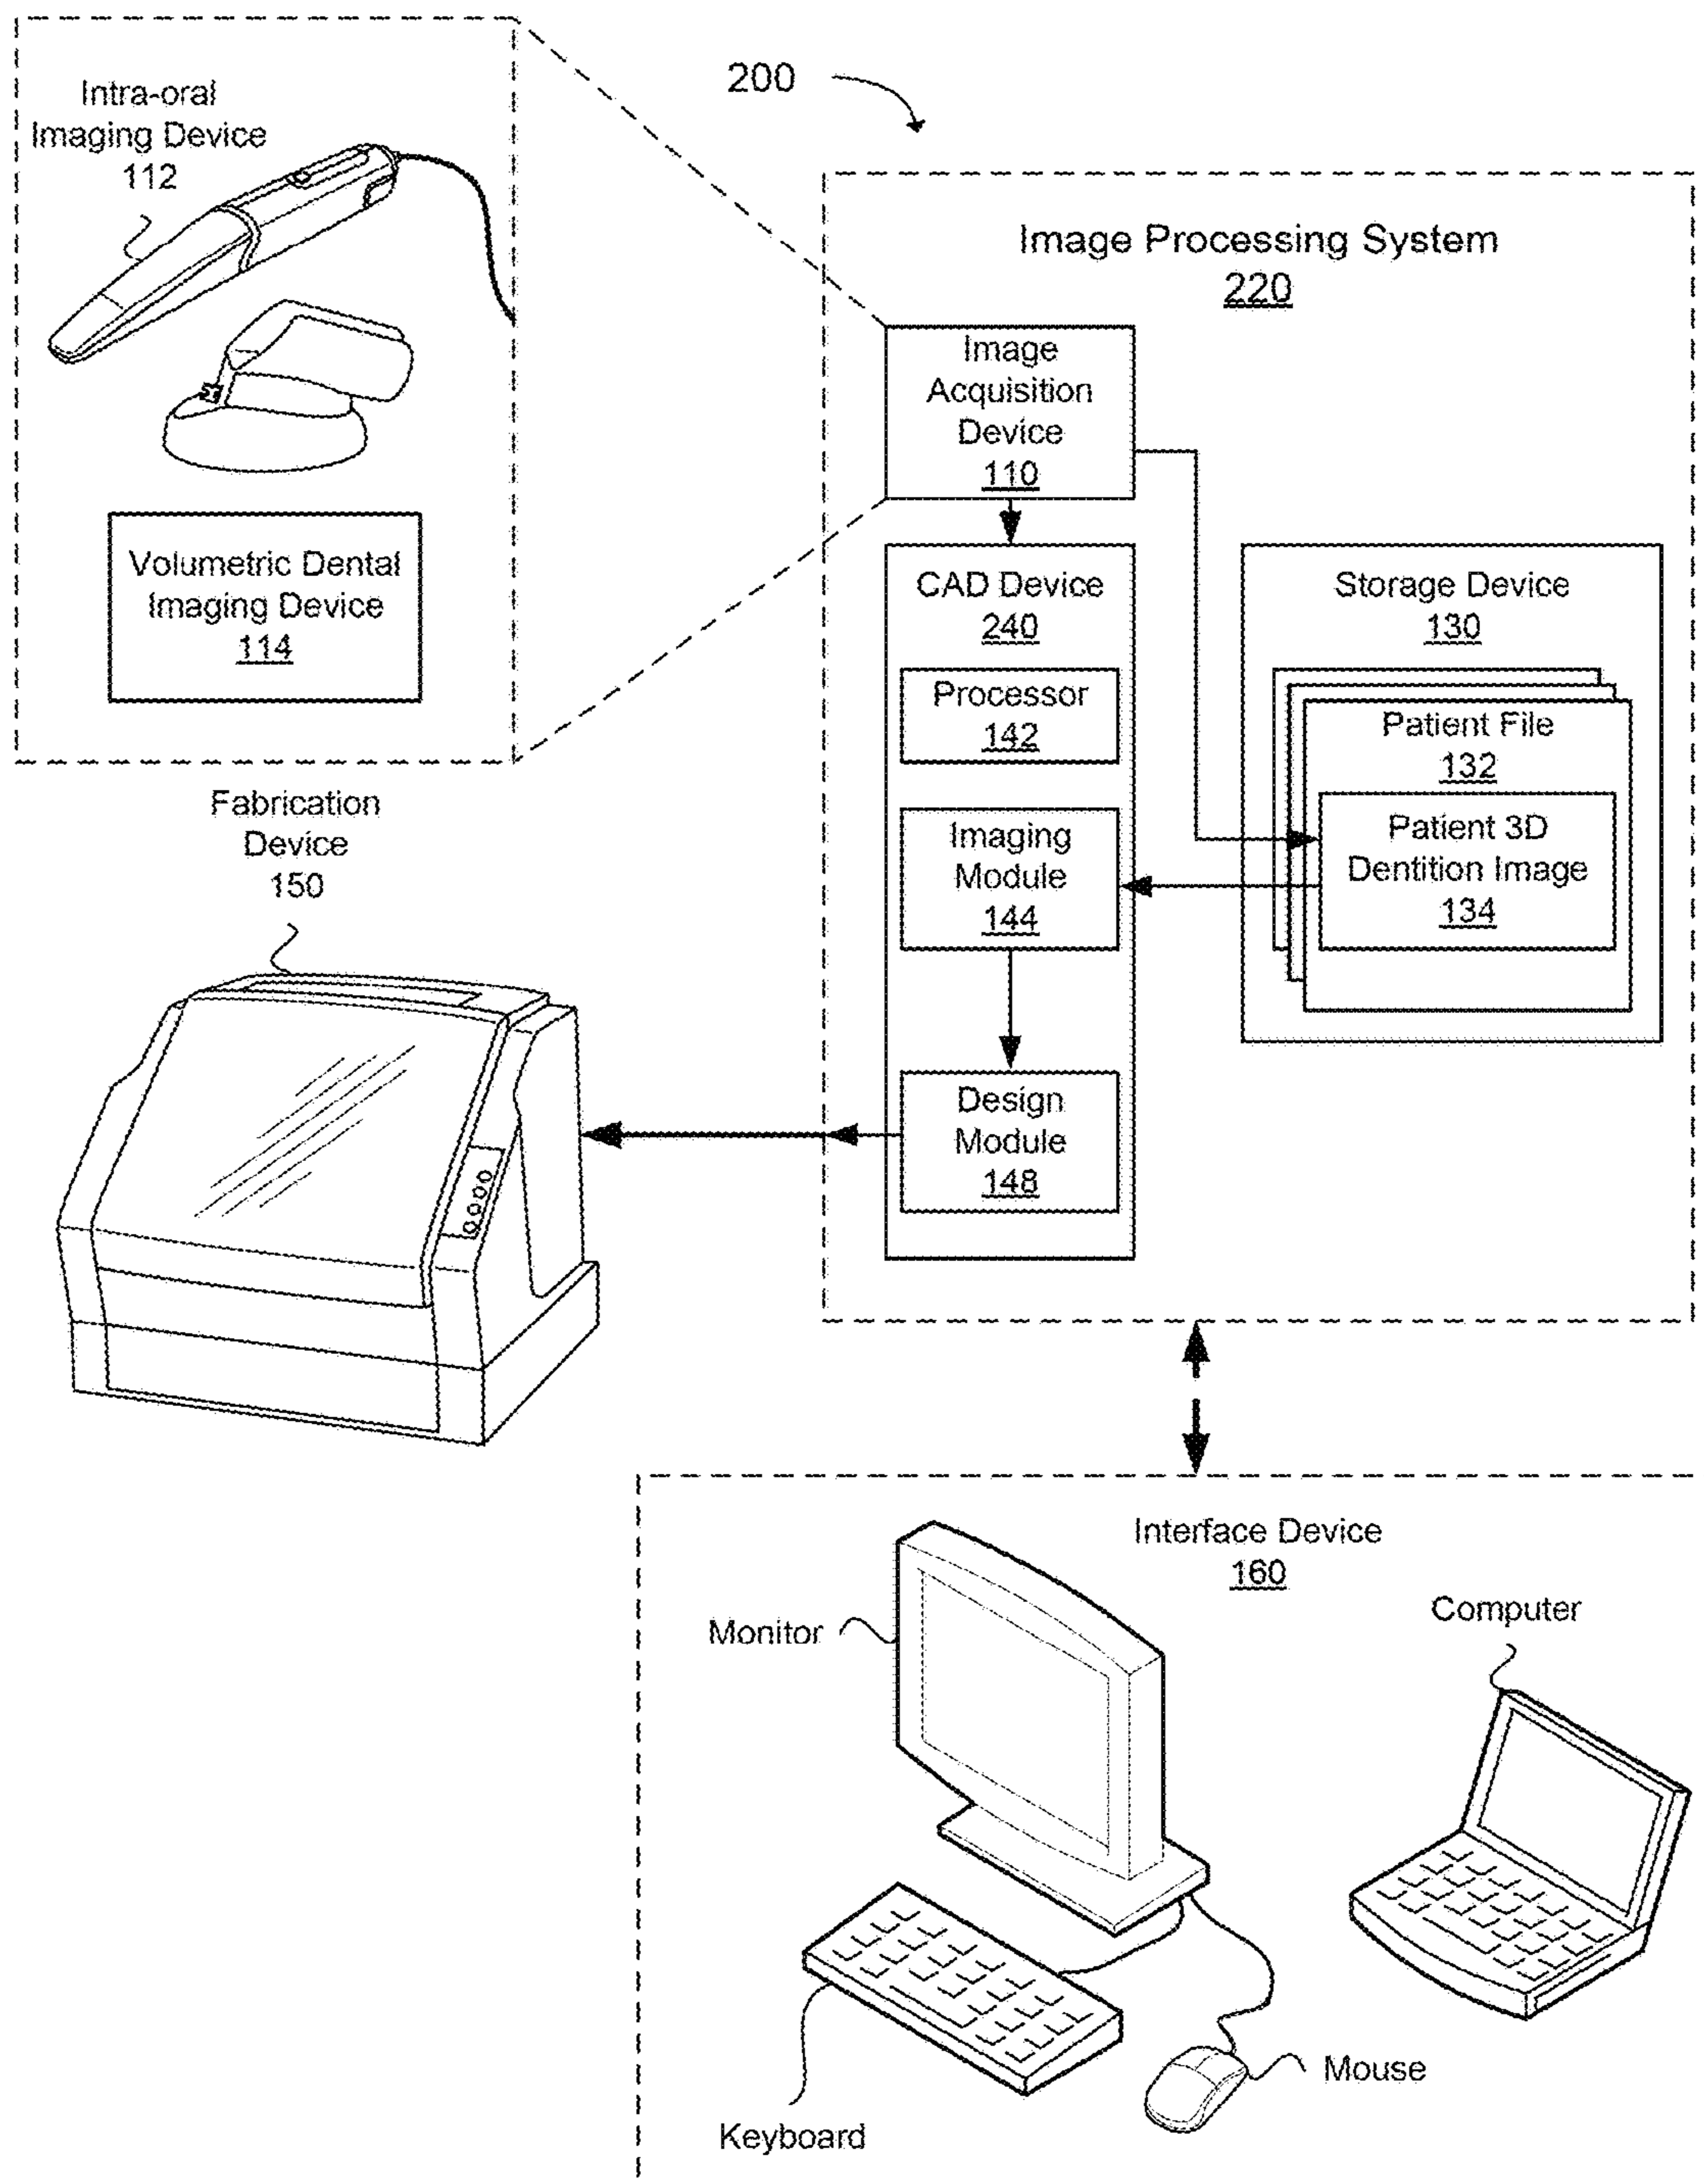 200
Intra-oral
Imaging Device
112
Volumetric Dental
Imaging Device
114
Image Processing System
220
Image
Acquisition
Device
110
CAD Device
240
Processor
142
Imaging
Module
144
Design
Module
148
Storage Device
130
Patient File
132
Patient 3D
Dentition Image
134
Fabrication
Device
150
Interface Device
160
Monitor
Computer
Keyboard
Mouse